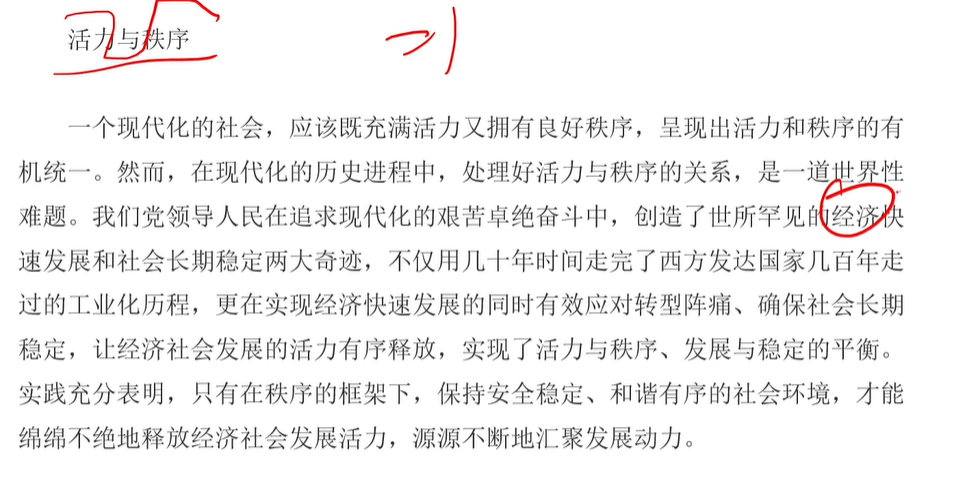 活力与秩序
一个现代化的社会，应该既充满活力又拥有良好秩序，呈现出活力和秩序的有
机统一。然而，在现代化的历史进程中，处理好活力与秩序的关系，是一道世界性
难题。我们党领导人民在追求现代化的艰苦卓绝奋斗中，创造了世所罕见的经济快
速发展和社会长期稳定两大奇迹，不仅用几十年时间走完了西方发达国家几百年走
过的工业化历程，更在实现经济快速发展的同时有效应对转型阵痛、确保社会长期
稳定，让经济社会发展的活力有序释放，实现了活力与秩序、发展与稳定的平衡。
实践充分表明，只有在秩序的框架下，保持安全稳定、和谐有序的社会环境，才能
绵绵不绝地释放经济社会发展活力，源源不断地汇聚发展动力。